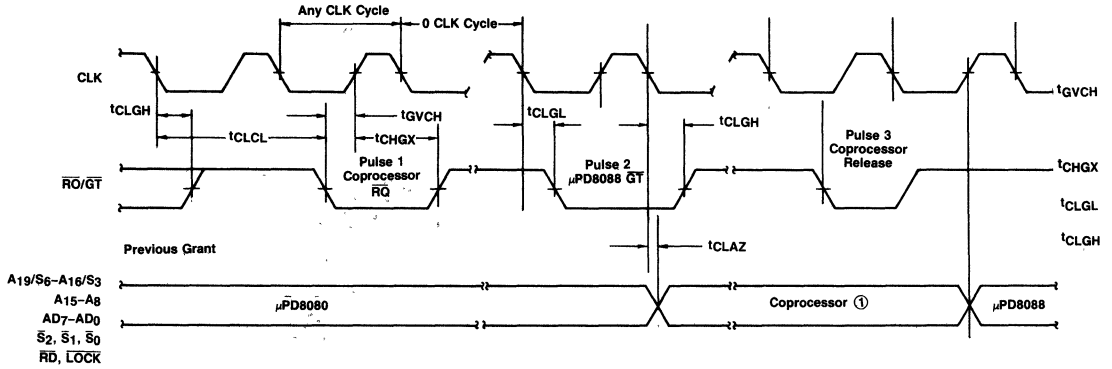 Any CLK Cycle
0 CLK Cycle
CLK
tCLGH
tCLCL
tGVCH
tCHGX
tCLGL
tCLGH
tGVCH
Pulse 1
Coprocessor
RQ
Pulse 2
μPD8088 GT
Pulse 3
Coprocessor
Release
RO/GT
tCHGX
tCLGL
tCLGH
Previous Grant
tCLAZ
A19/S6–A16/S3
A15–A8
AD7–AD0
S2, S1, S0
RD, LOCK
μPD8080
Coprocessor ①
μPD8088